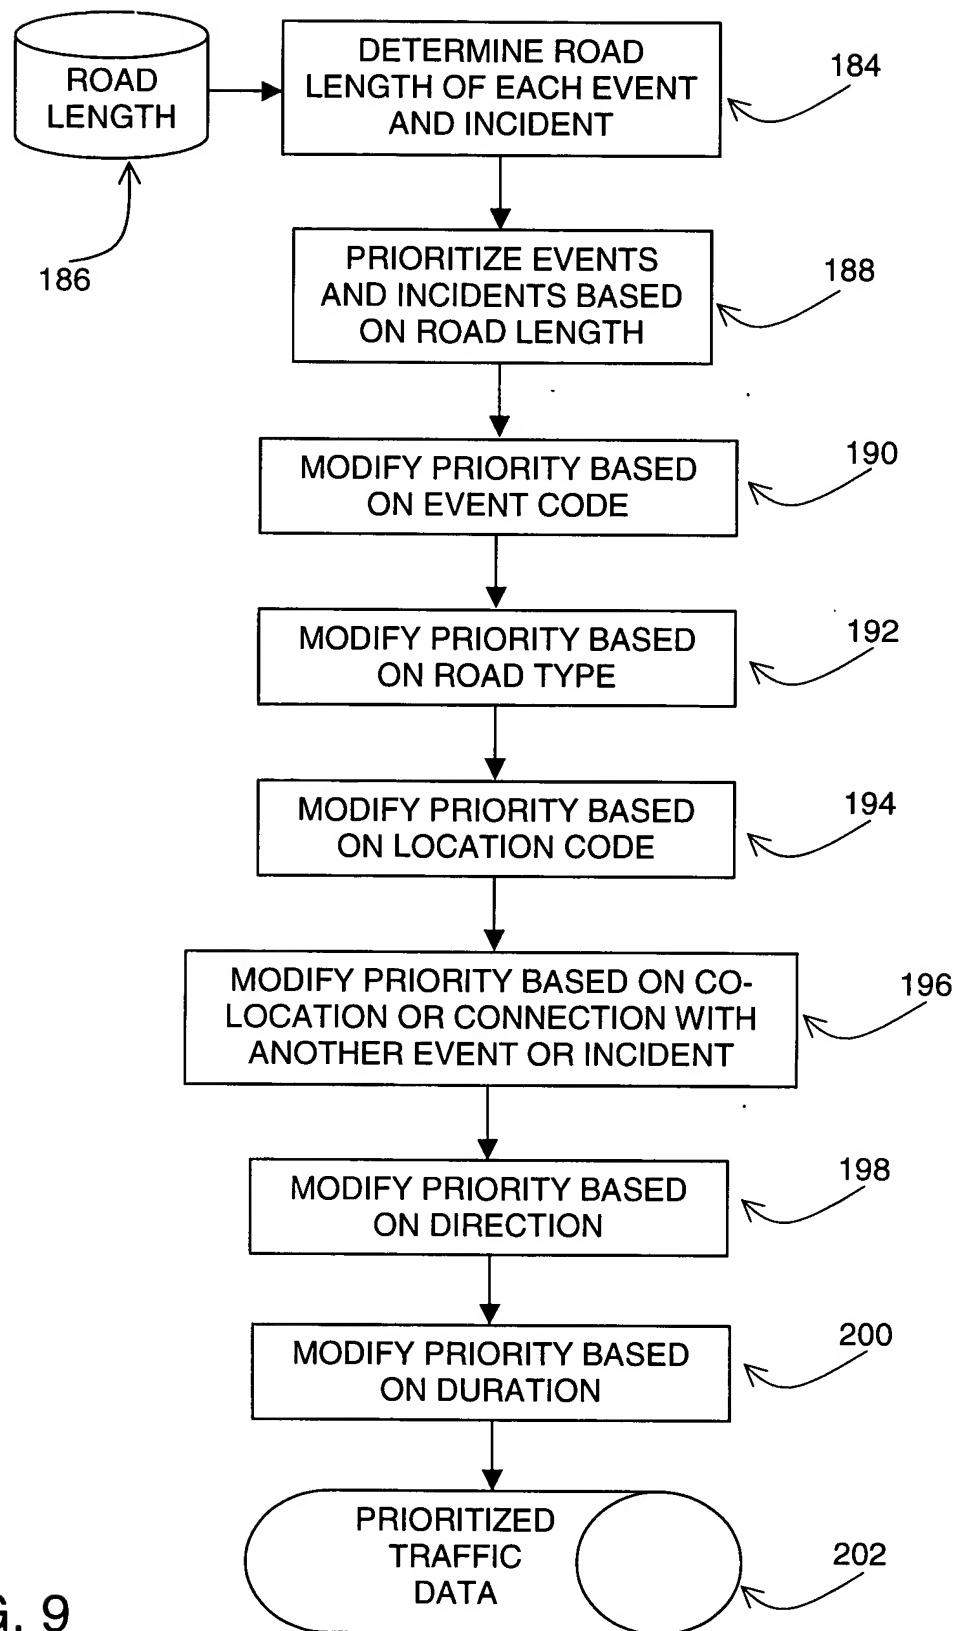 ROAD
LENGTH
DETERMINE ROAD
LENGTH OF EACH EVENT
AND INCIDENT
184
186
PRIORITIZE EVENTS
AND INCIDENTS BASED
ON ROAD LENGTH
188
MODIFY PRIORITY BASED
ON EVENT CODE
190
MODIFY PRIORITY BASED
ON ROAD TYPE
192
MODIFY PRIORITY BASED
ON LOCATION CODE
194
MODIFY PRIORITY BASED ON CO-
LOCATION OR CONNECTION WITH
ANOTHER EVENT OR INCIDENT
196
MODIFY PRIORITY BASED
ON DIRECTION
198
MODIFY PRIORITY BASED
ON DURATION
200
PRIORITIZED
TRAFFIC
DATA
202
G. 9